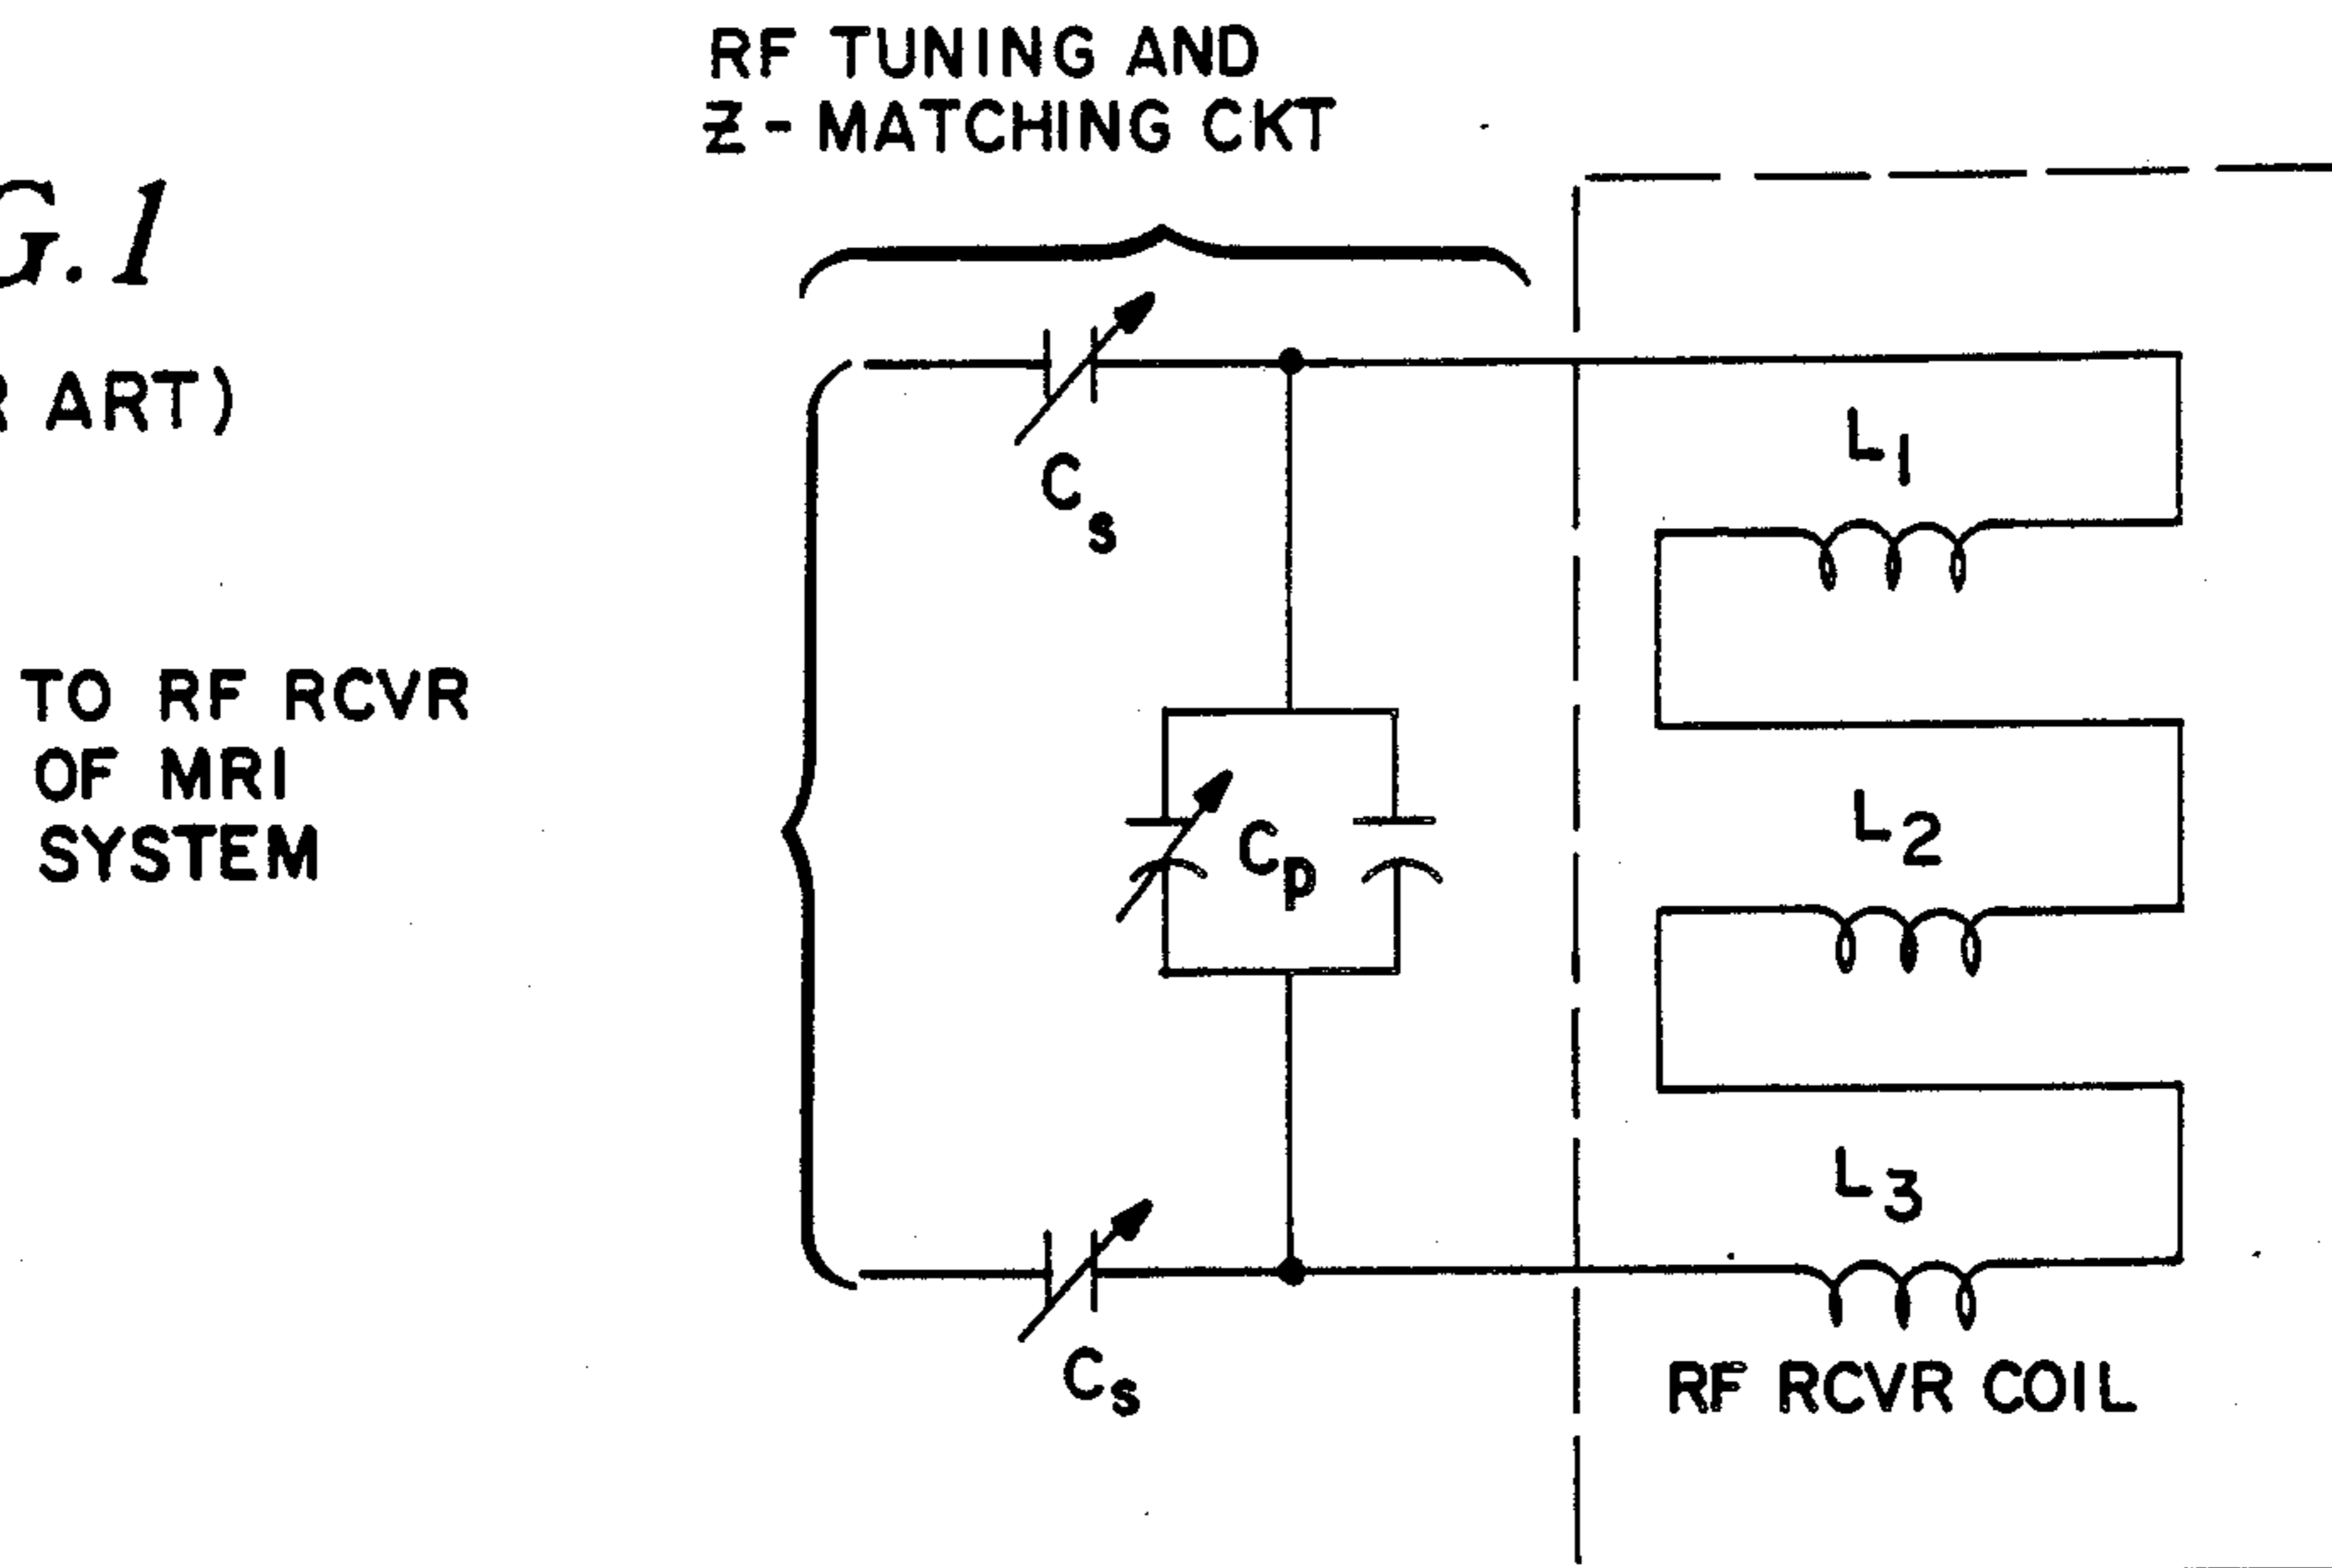 RF TUNING AND
Z - MATCHING CKT
G.1
ART)
TO RF RCVR
OF MRI
SYSTEM
Cs
Cp
Cs
L1
L2
L3
RF RCVR COIL